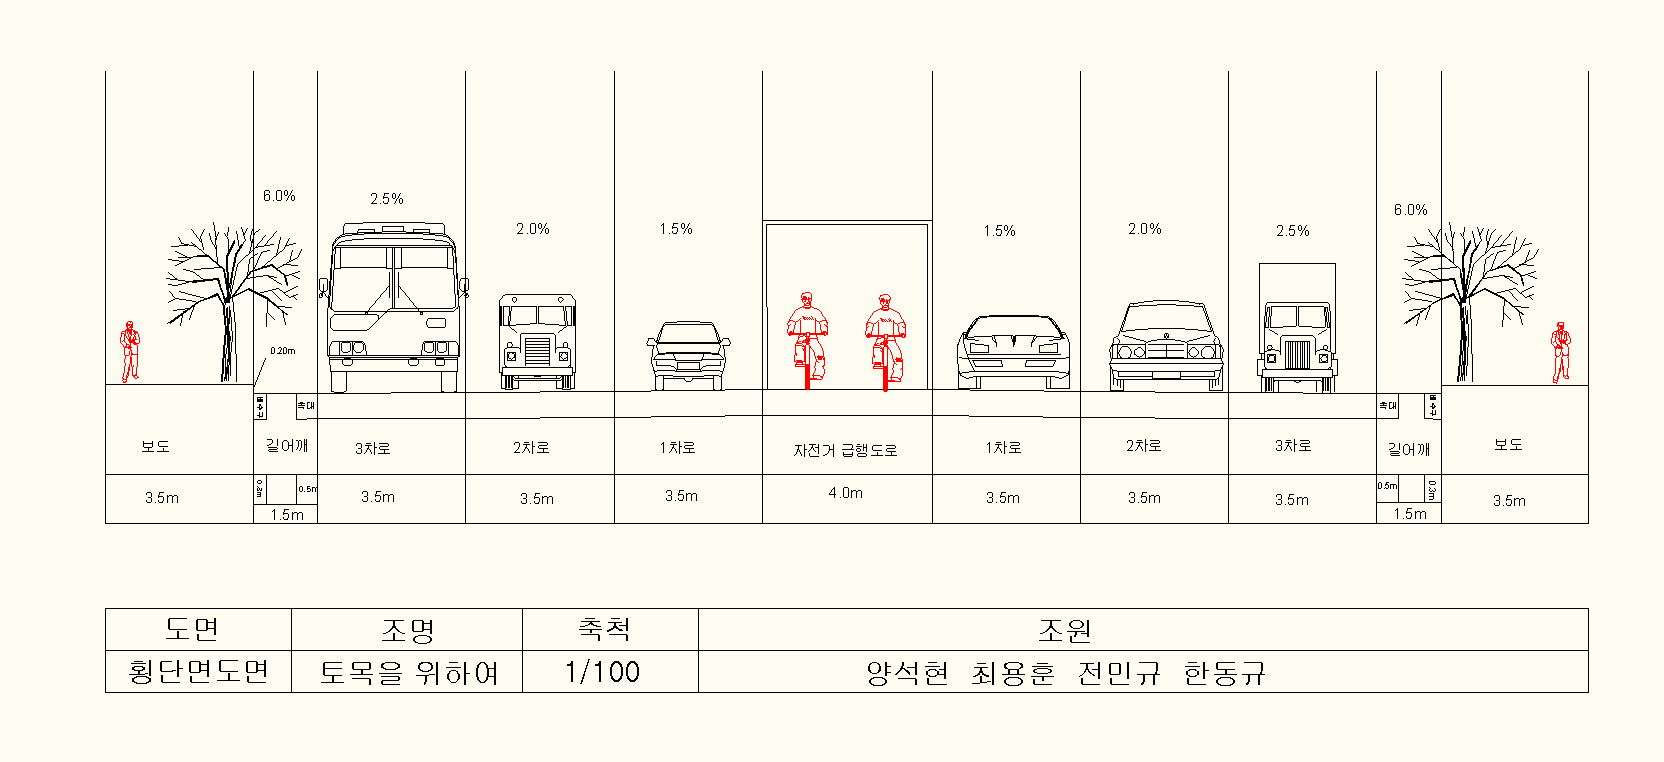 6.0% 2.5% 2.0% 1.5% 1.5% 2.0% 2.5% 6.0%
0.20m
측대 측대
보도 길어깨 3차로 2차로 1차로 자전거 급행도로 1차로 2차로 3차로 길어깨 보도
0.5m 0.5m 0.3m
3.5m 1.5m 3.5m 3.5m 3.5m 4.0m 3.5m 3.5m 3.5m 1.5m 3.5m
도면 조명 축척 조원
횡단면도면 토목을 위하여 1/100 양석현 최용훈 전민규 한동규